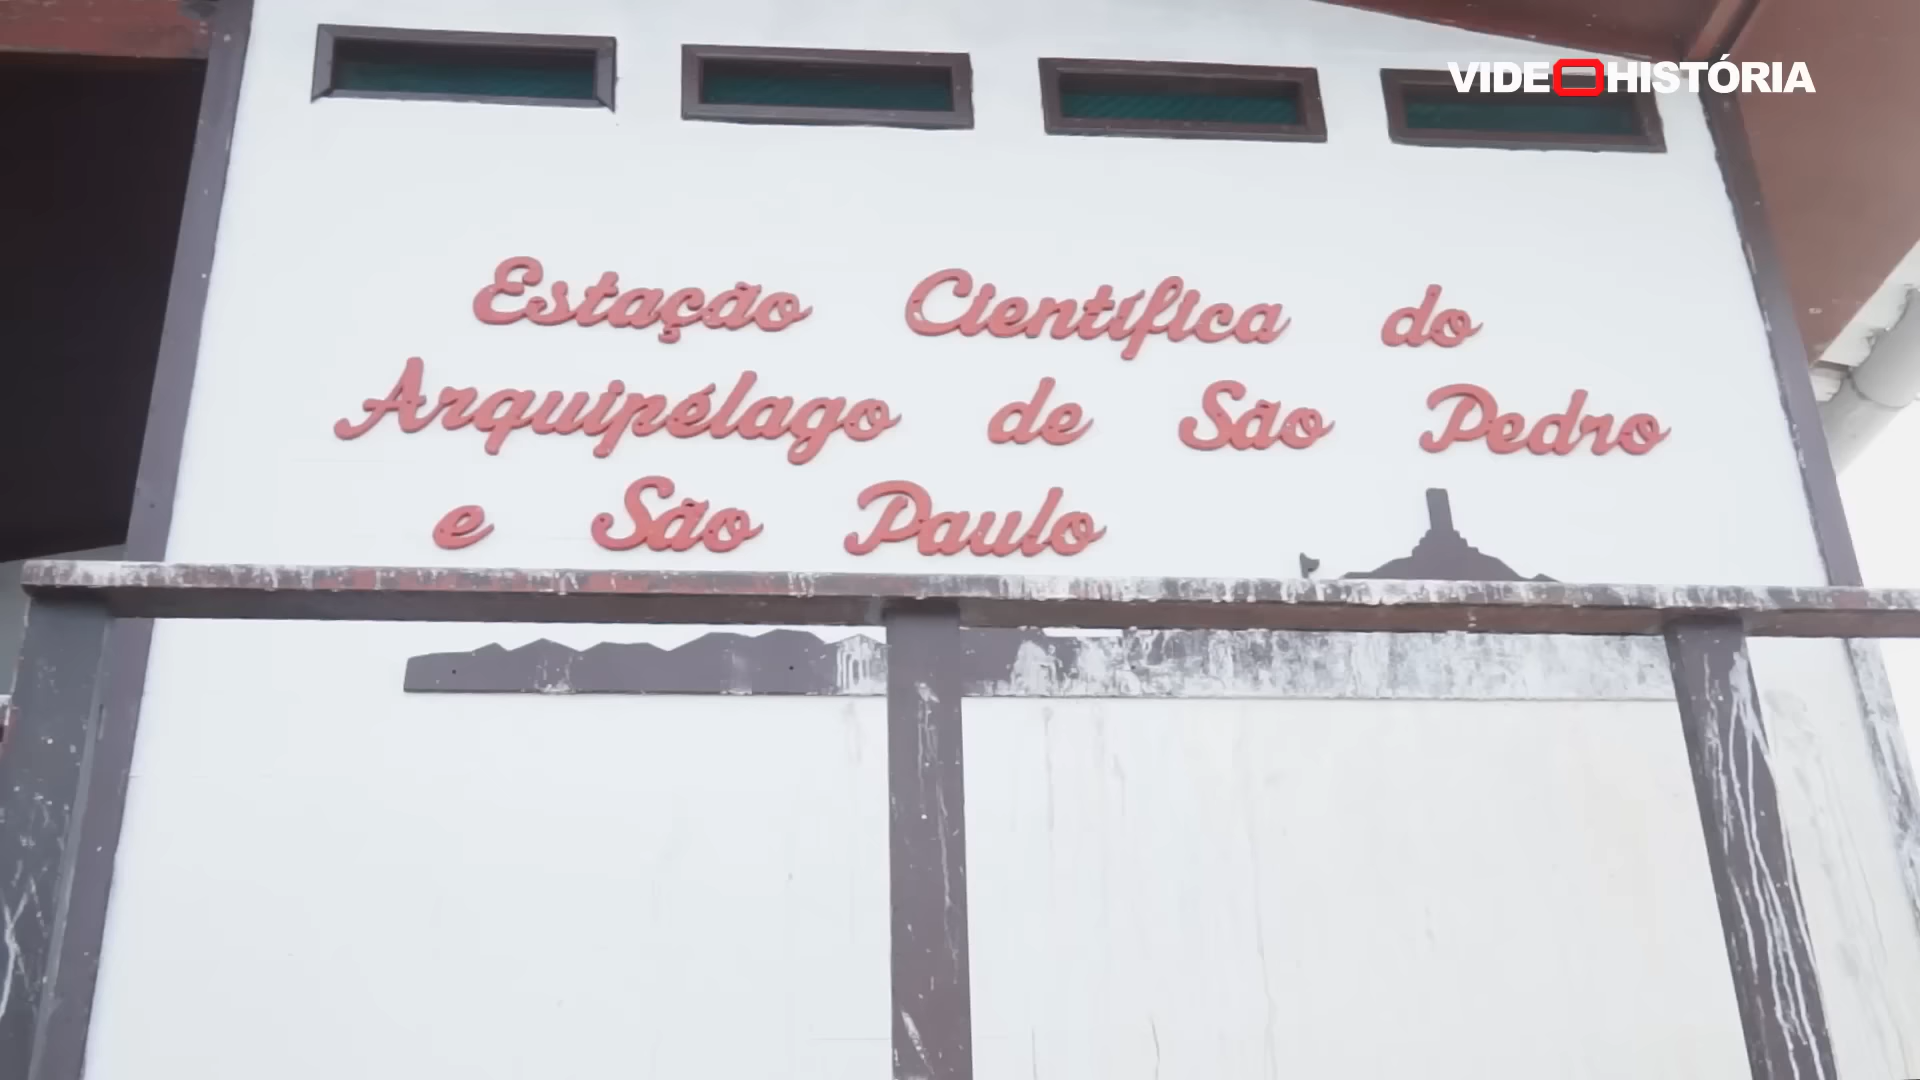 VIDEOHISTÓRIA
Estação Científica do
Arquipélago de São Pedro
e São Paulo